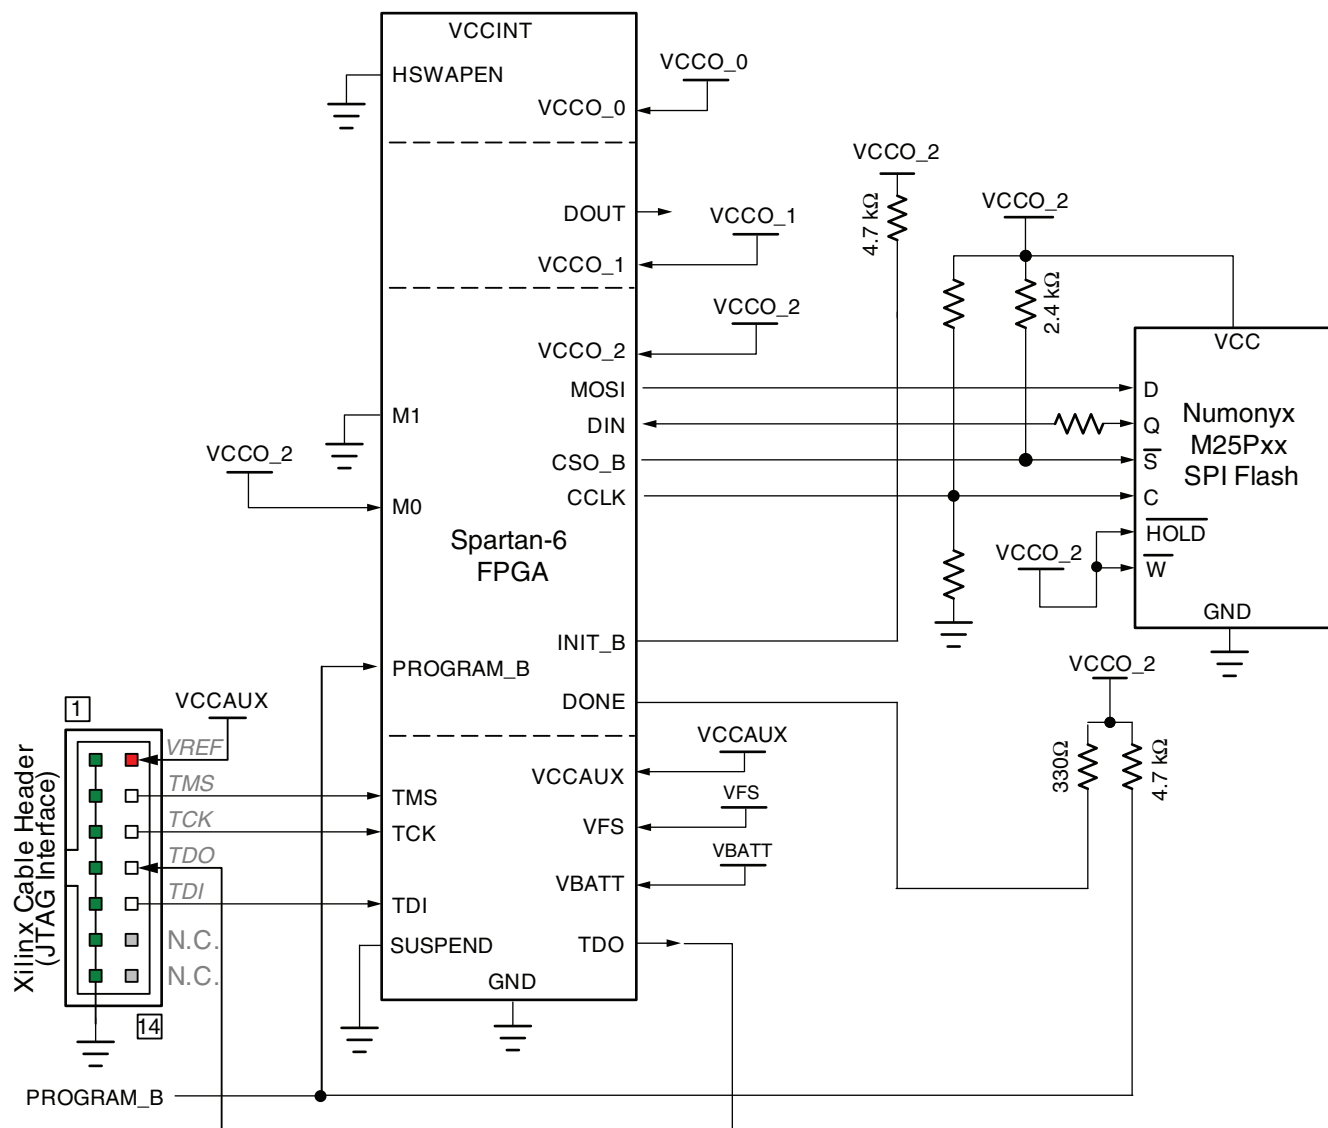 VCCINT
HSWAPEN
VCCO_0
VCCO_0
DOUT
VCCO_1
VCCO_1
VCCO_2
VCCO_2
4.7 kΩ
VCCO_2
2.4 kΩ
MOSI
DIN
CSO_B
CCLK
M1
VCCO_2
M0
Spartan-6
FPGA
VCC
D
Q
S
C
HOLD
W
GND
Numonyx
M25Pxx
SPI Flash
VCCO_2
INIT_B
PROGRAM_B
DONE
VCCO_2
330Ω
4.7 kΩ
1
VCCAUX
VREF
TMS
TCK
TDO
TDI
N.C.
N.C.
14
Xilinx Cable Header
(JTAG Interface)
TMS
TCK
TDI
SUSPEND
VCCAUX
VCCAUX
VFS
VFS
VBATT
VBATT
TDO
GND
PROGRAM_B